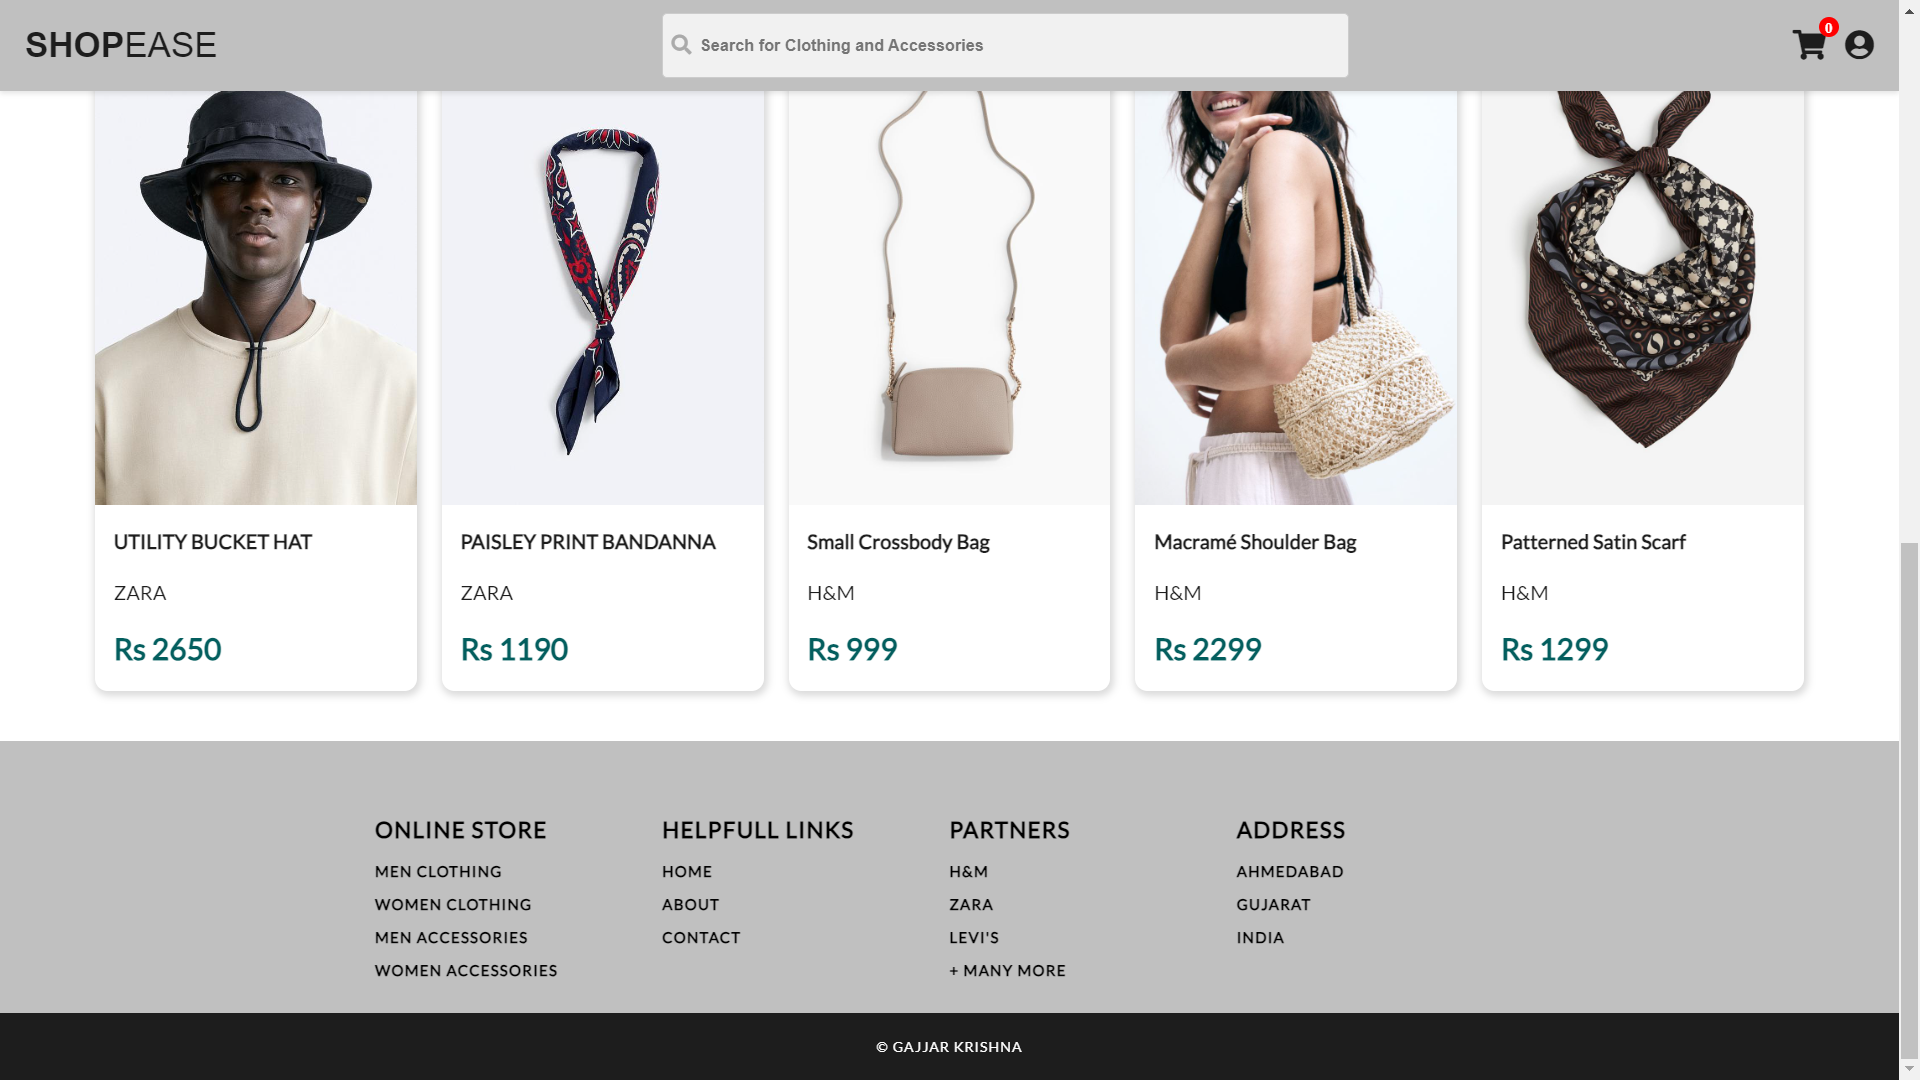 SHOPEASE
Search for Clothing and Accessories
0
UTILITY BUCKET HAT
ZARA
Rs 2650
PAISLEY PRINT BANDANNA
ZARA
Rs 1190
Small Crossbody Bag
H&M
Rs 999
Macramé Shoulder Bag
H&M
Rs 2299
Patterned Satin Scarf
H&M
Rs 1299
ONLINE STORE
MEN CLOTHING
WOMEN CLOTHING
MEN ACCESSORIES
WOMEN ACCESSORIES
HELPFULL LINKS
HOME
ABOUT
CONTACT
PARTNERS
H&M
ZARA
LEVI'S
+ MANY MORE
ADDRESS
AHMEDABAD
GUJARAT
INDIA
© GAJJAR KRISHNA